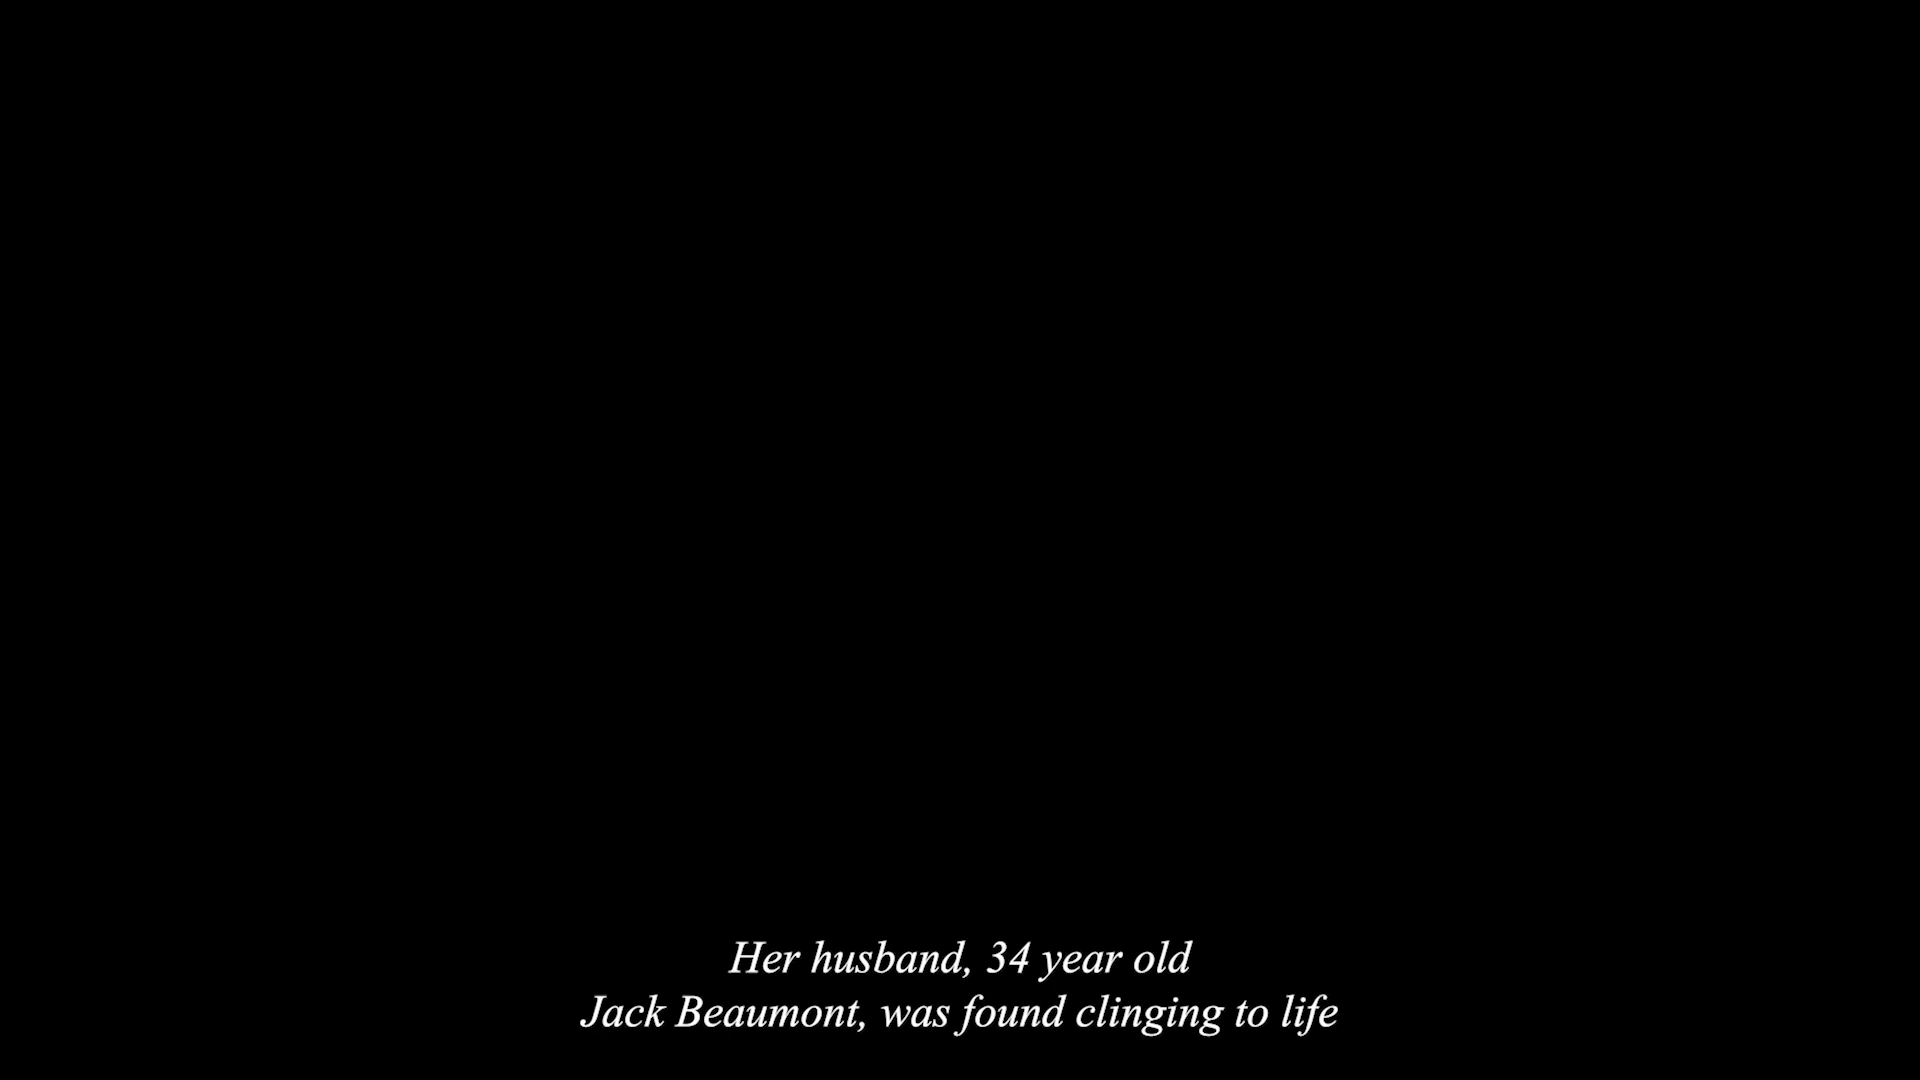 Her husband, 34 year old
Jack Beaumont, was found clinging to life